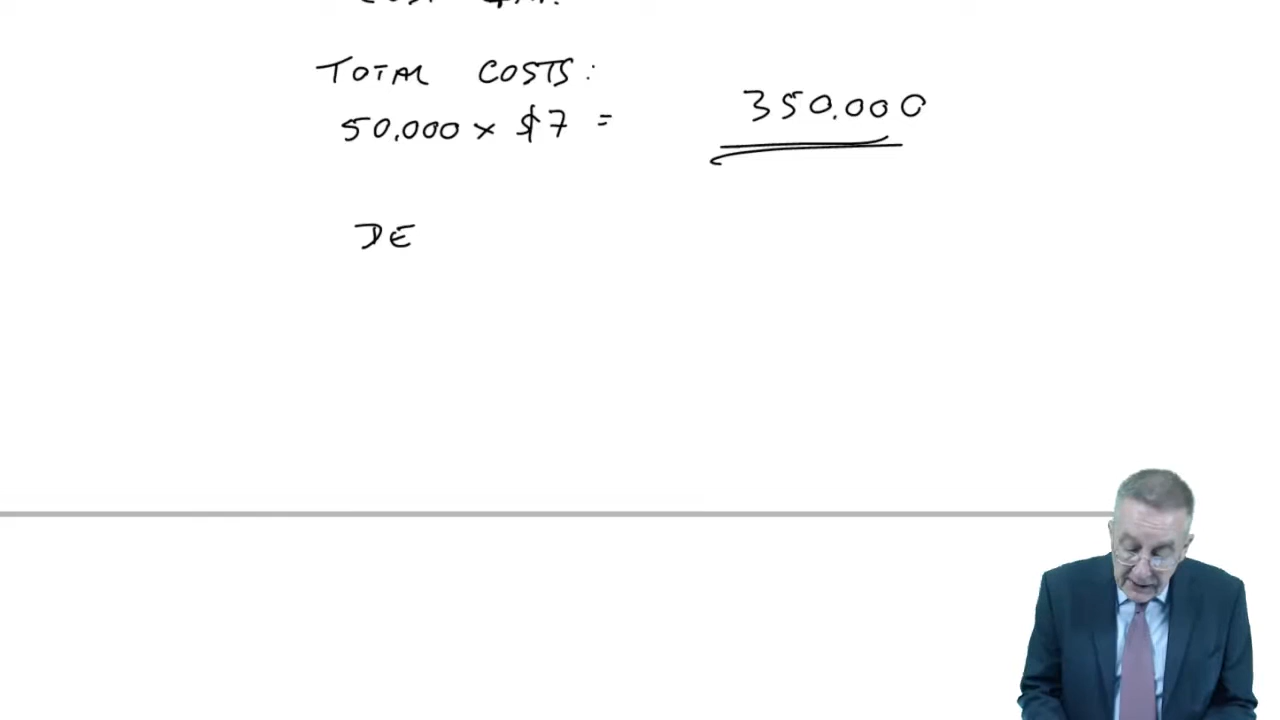 TOTAL COSTS:
50.000 x $7 = 350.000
DE